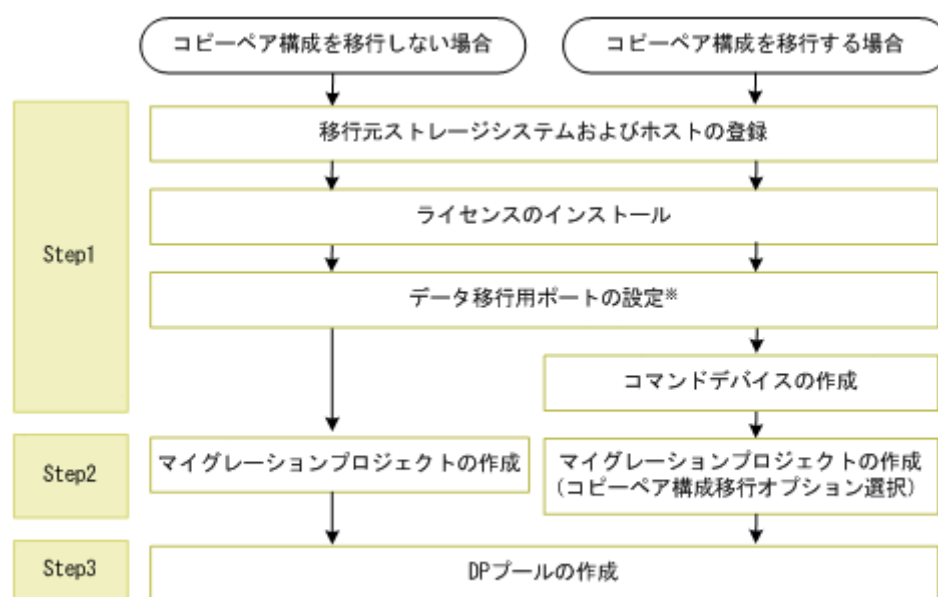 コピーペア構成を移行しない場合
コピーペア構成を移行する場合
Step1
移行元ストレージシステムおよびホストの登録
ライセンスのインストール
データ移行用ポートの設定※
コマンドデバイスの作成
Step2
マイグレーションプロジェクトの作成
マイグレーションプロジェクトの作成
(コピーペア構成移行オプション選択)
Step3
DPプールの作成